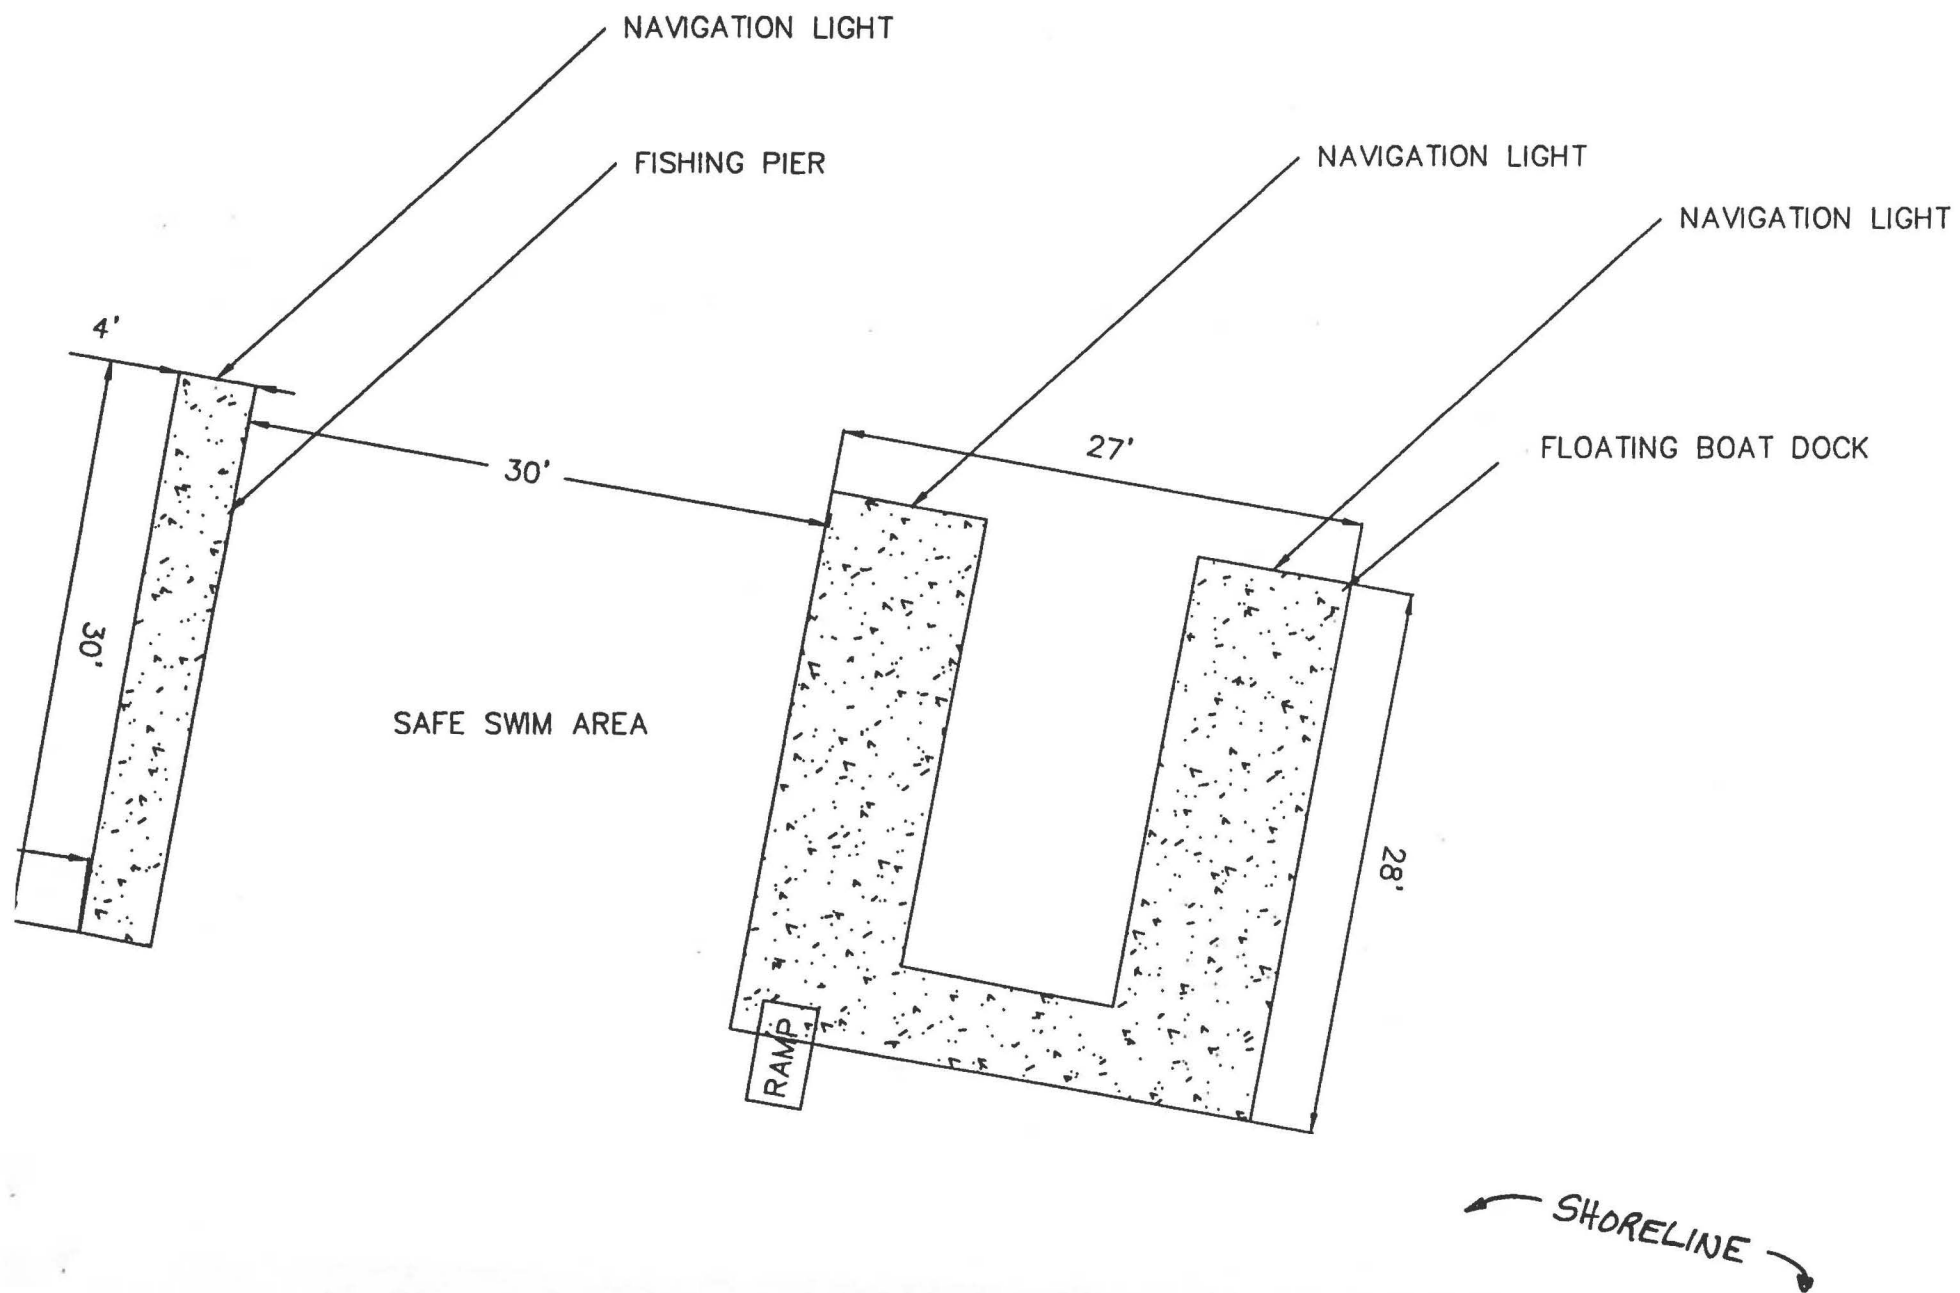 NAVIGATION LIGHT
FISHING PIER
NAVIGATION LIGHT
NAVIGATION LIGHT
4'
27'
FLOATING BOAT DOCK
30'
30'
SAFE SWIM AREA
28'
RAMP
SHORELINE